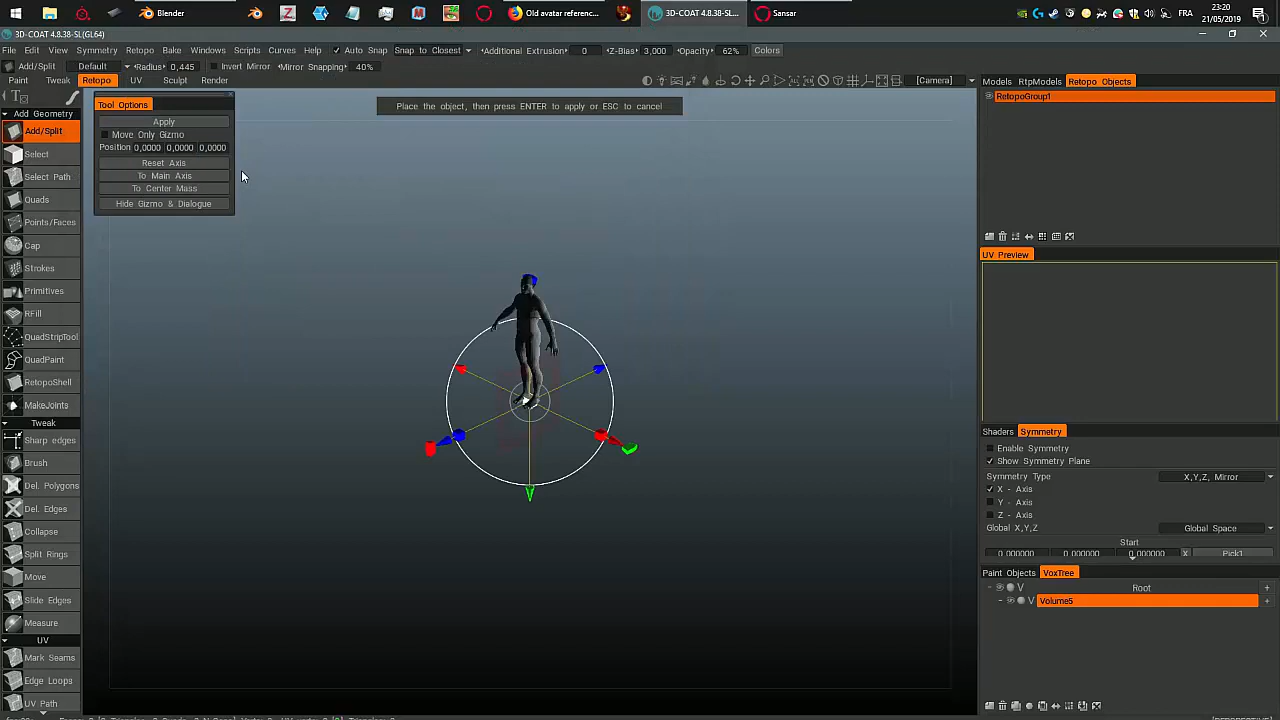 Blender
Old avatar referenc...
3D-COAT 4.8.38-SL(...
Sansar
FRA
23:20
21/05/2019
3D-COAT 4.8.38-SL(GL64)
File Edit View Symmetry Retopo Bake Windows Scripts Curves Help Auto Snap Snap to Closest Additional Extrusion 0 Z-Bias 3,000 Opacity 62% Colors
Add/Split Default Radius 0,445 Invert Mirror Mirror Snapping 40%
Paint Tweak Retopo UV Sculpt Render [Camera]
Models RtpModels Retopo Objects
RetopoGroup1
Tool Options
Apply
Move Only Gizmo
Position 0,0000 0,0000 0,0000
Reset Axis
To Main Axis
To Center Mass
Hide Gizmo & Dialogue
Place the object, then press ENTER to apply or ESC to cancel
Add Geometry
Add/Split
Select
Select Path
Quads
Points/Faces
Cap
Strokes
Primitives
RFill
QuadStripTool
QuadPaint
RetopoShell
MakeJoints
Tweak
Sharp edges
Brush
Del. Polygons
Del. Edges
Collapse
Split Rings
Move
Slide Edges
Measure
UV
Mark Seams
Edge Loops
UV Path
UV Preview
Shaders Symmetry
Enable Symmetry
Show Symmetry Plane
Symmetry Type X,Y,Z, Mirror
X - Axis
Y - Axis
Z - Axis
Global X,Y,Z Global Space
Start
0.000000 0.000000 0.000000 X Pick1
Paint Objects VoxTree
V Root +
V Volume5 +